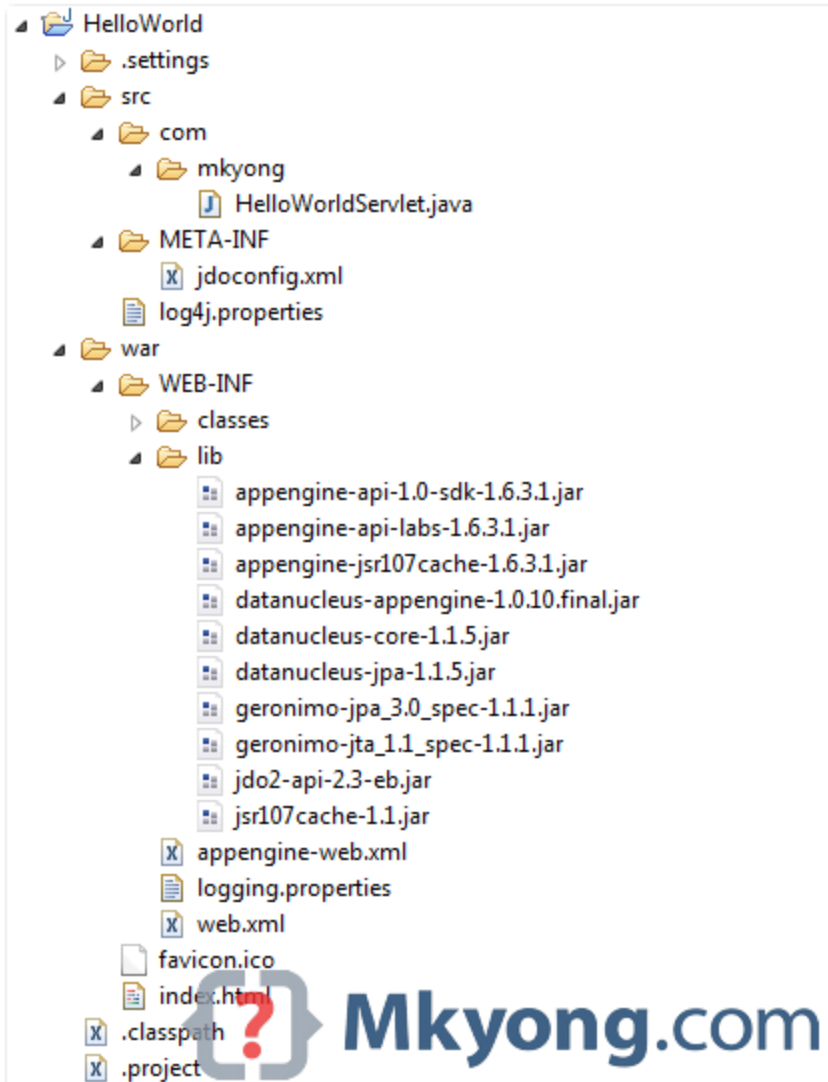 HelloWorld
.settings
src
com
mkyong
HelloWorldServlet.java
META-INF
jdoconfig.xml
log4j.properties
war
WEB-INF
classes
lib
appengine-api-1.0-sdk-1.6.3.1.jar
appengine-api-labs-1.6.3.1.jar
appengine-jsr107cache-1.6.3.1.jar
datanucleus-appengine-1.0.10.final.jar
datanucleus-core-1.1.5.jar
datanucleus-jpa-1.1.5.jar
geronimo-jpa_3.0_spec-1.1.1.jar
geronimo-jta_1.1_spec-1.1.1.jar
jdo2-api-2.3-eb.jar
jsr107cache-1.1.jar
appengine-web.xml
logging.properties
web.xml
favicon.ico
index.html
.classpath
{?} Mkyong.com
.project